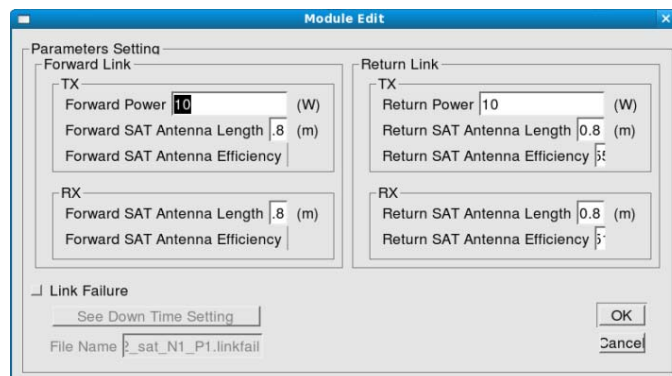 Module Edit
Parameters Setting
Forward Link
TX
Forward Power 10 (W)
Forward SAT Antenna Length .8 (m)
Forward SAT Antenna Efficiency
RX
Forward SAT Antenna Length .8 (m)
Forward SAT Antenna Efficiency
Return Link
TX
Return Power 10 (W)
Return SAT Antenna Length 0.8 (m)
Return SAT Antenna Efficiency
RX
Return SAT Antenna Length 0.8 (m)
Return SAT Antenna Efficiency
Link Failure
See Down Time Setting
File Name 2_sat_N1_P1.linkfail
OK
Cancel